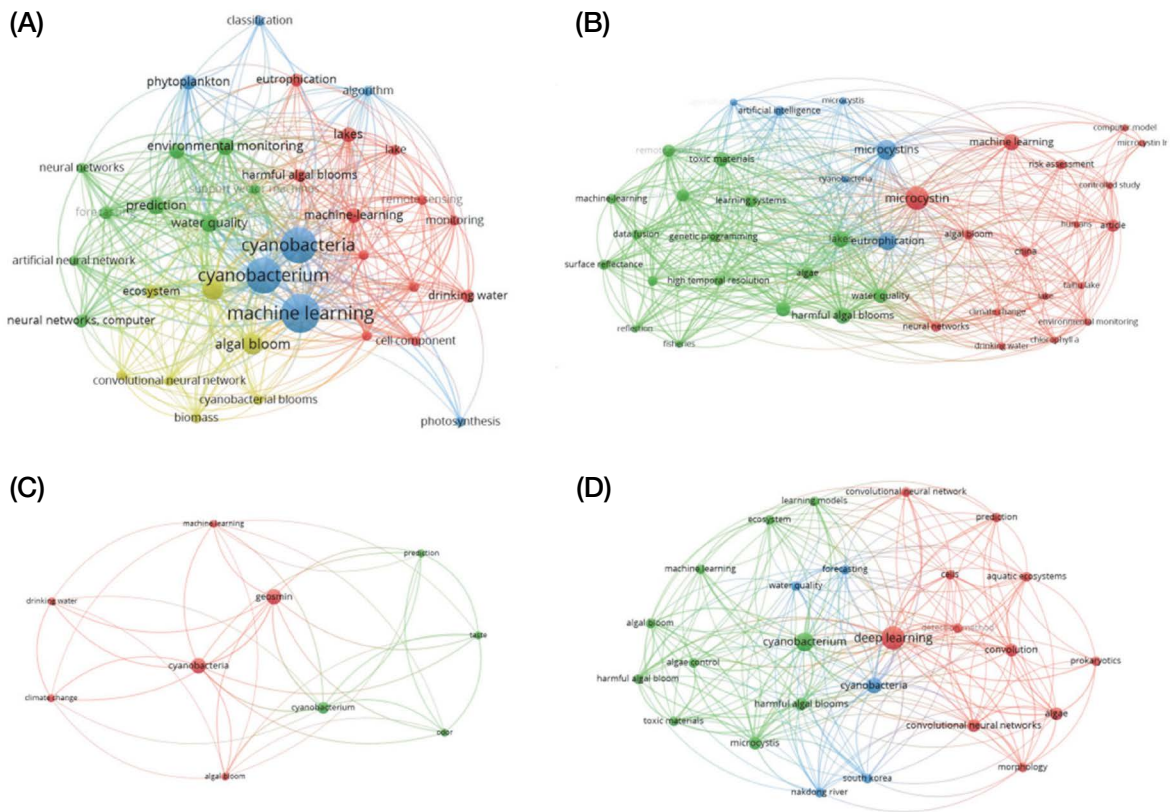 (A)
classification
phytoplankton
eutrophication
algorithm
lakes
environmental monitoring
lake
neural networks
harmful algal blooms
support vector machines
forecasting
prediction
remote sensing
machine-learning
water quality
monitoring
cyanobacteria
artificial neural network
cyanobacterium
ecosystem
drinking water
neural networks, computer
machine learning
algal bloom
cell component
convolutional neural network
cyanobacterial blooms
biomass
photosynthesis
(B)
artificial intelligence
microcystis
computer model
microcystin lr
machine learning
microcystins
toxic materials
risk assessment
cyanobacteria
controlled study
machine-learning
learning systems
microcystin
humans
article
data fusion
genetic programming
lakes
eutrophication
algal bloom
china
surface reflectance
high temporal resolution
algae
taihu lake
water quality
lake
climate change
harmful algal blooms
environmental monitoring
reflection
neural networks
chlorophyll a
fisheries
drinking water
(C)
machine learning
prediction
geosmin
drinking water
taste
cyanobacteria
climate change
cyanobacterium
odor
algal bloom
(D)
convolutional neural network
learning models
ecosystem
prediction
machine learning
forecasting
cells
aquatic ecosystems
water quality
algal bloom
detection method
cyanobacterium
deep learning
convolution
algae control
prokaryotics
harmful algal bloom
cyanobacteria
harmful algal blooms
toxic materials
algae
convolutional neural networks
microcystis
morphology
south korea
nakdong river